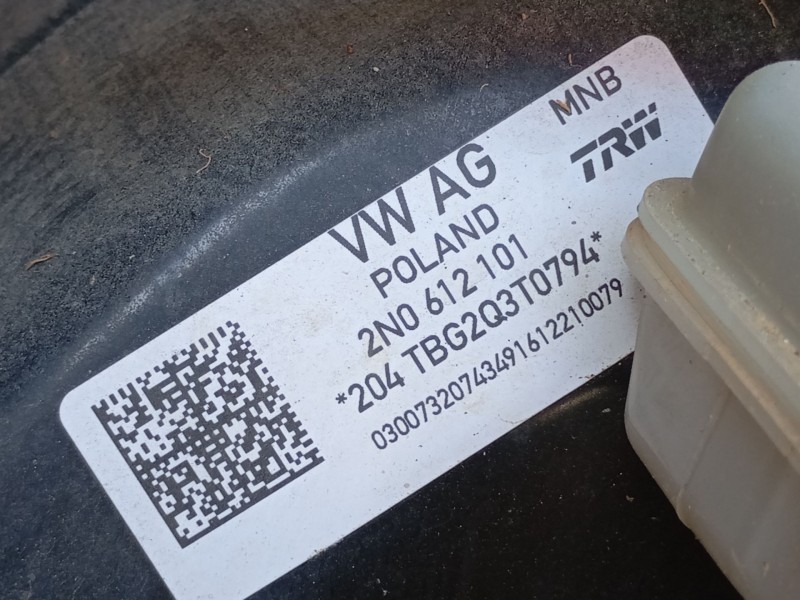 MNB
VW AG TRW
POLAND
2N0 612 101
*204 TBG2Q3T0794*
03007320743491612210079